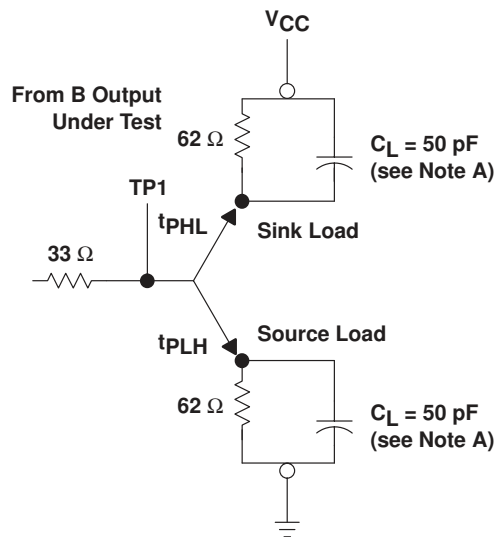 VCC
From B Output
Under Test
62 Ω
CL = 50 pF
(see Note A)
TP1
tPHL
Sink Load
33 Ω
tPLH
Source Load
62 Ω
CL = 50 pF
(see Note A)